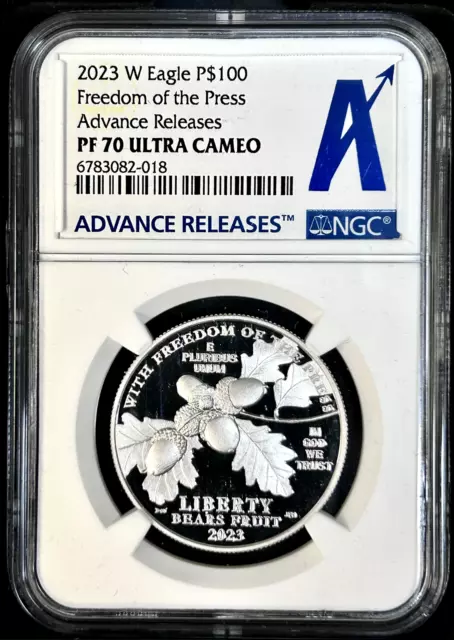 2023 W Eagle P$100
Freedom of the Press
Advance Releases
PF 70 ULTRA CAMEO
6783082-018
A
ADVANCE RELEASES™
NGC®
WITH FREEDOM OF THE PRESS
E
PLURIBUS
UNUM
IN
GOD
WE
TRUST
LIBERTY
BEARS FRUIT
2023